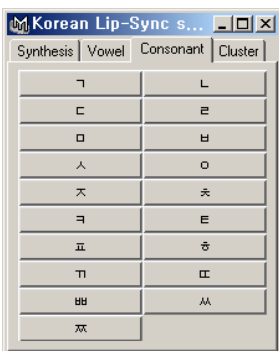 Korean Lip-Sync s...
Synthesis Vowel Consonant Cluster
ㄱ ㄴ
ㄷ ㄹ
ㅁ ㅂ
ㅅ ㅇ
ㅈ ㅊ
ㅋ ㅌ
ㅍ ㅎ
ㄲ ㄸ
ㅃ ㅆ
ㅉ